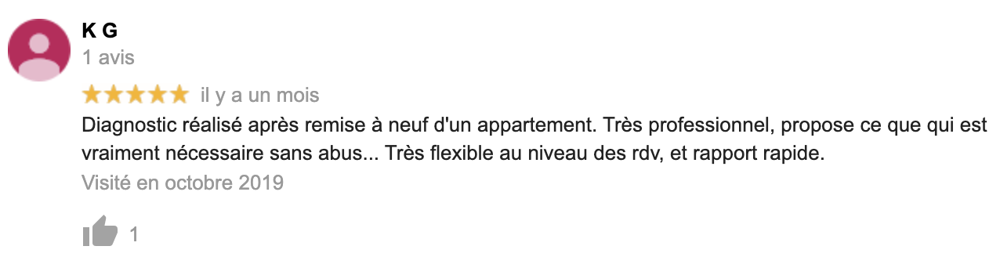 K G
1 avis
il y a un mois
Diagnostic réalisé après remise à neuf d'un appartement. Très professionnel, propose ce que qui est
vraiment nécessaire sans abus... Très flexible au niveau des rdv, et rapport rapide.
Visité en octobre 2019
1